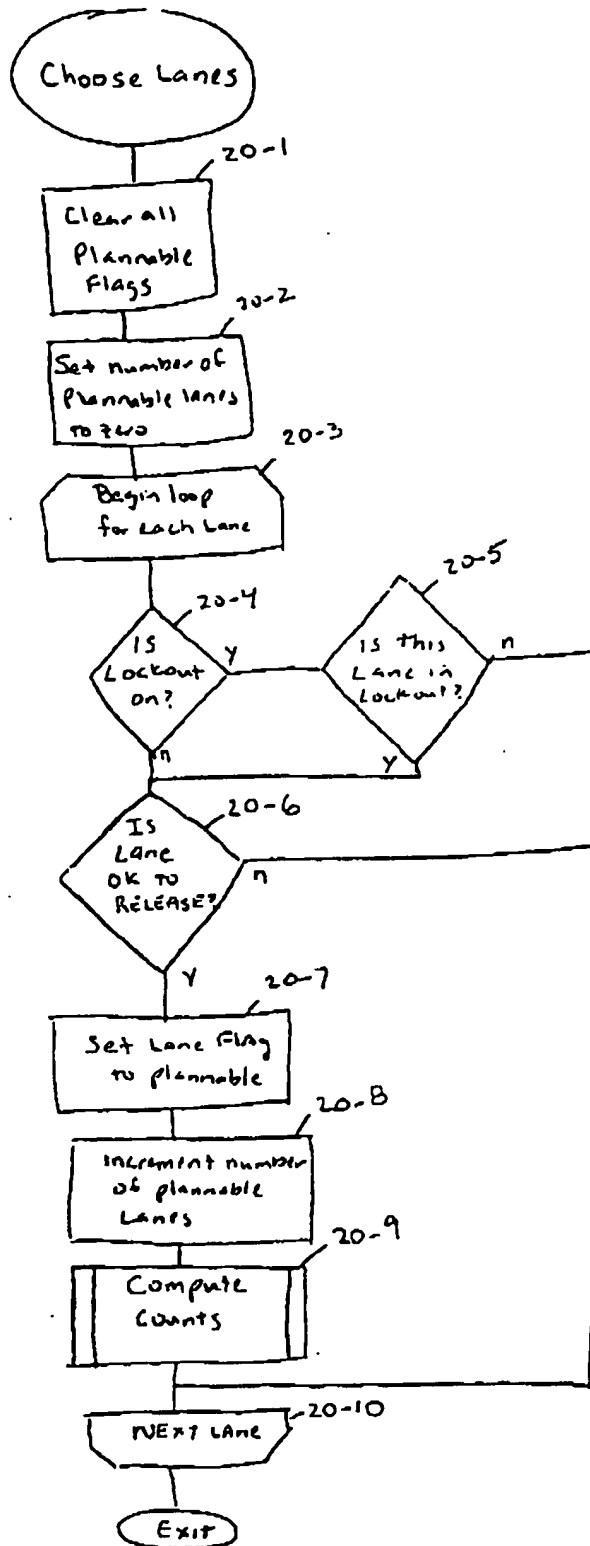 Choose Lanes
20-1
Clear all
Plannable
Flags
20-2
Set number of
plannable lanes
to zero
20-3
Begin loop
for each Lane
20-4
Is
Lockout
on?
y
n
20-5
Is this
Lane in
Lockout?
n
y
20-6
Is
Lane
OK TO
RELEASE?
n
y
20-7
Set Lane Flag
to plannable
20-8
Increment number
of plannable
Lanes
20-9
Compute
Counts
20-10
NEXT LANE
Exit